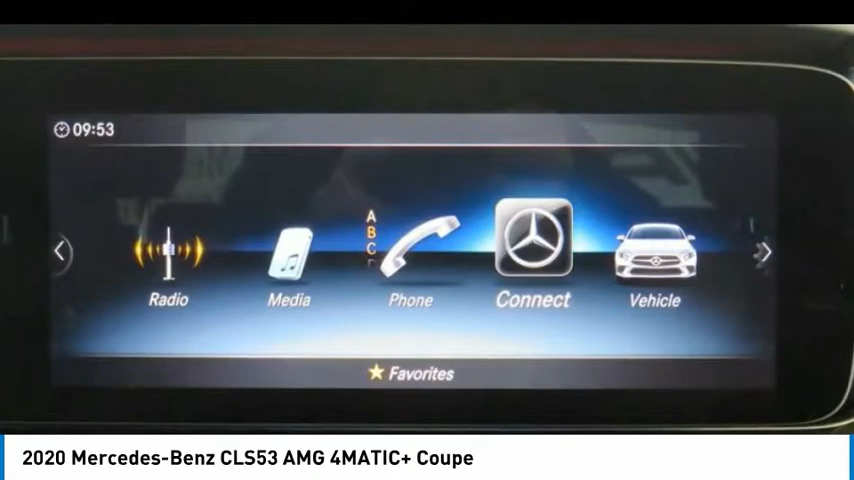 09:53
A
B
C
D
Radio
Media
Phone
Connect
Vehicle
Favorites
2020 Mercedes-Benz CLS53 AMG 4MATIC+ Coupe